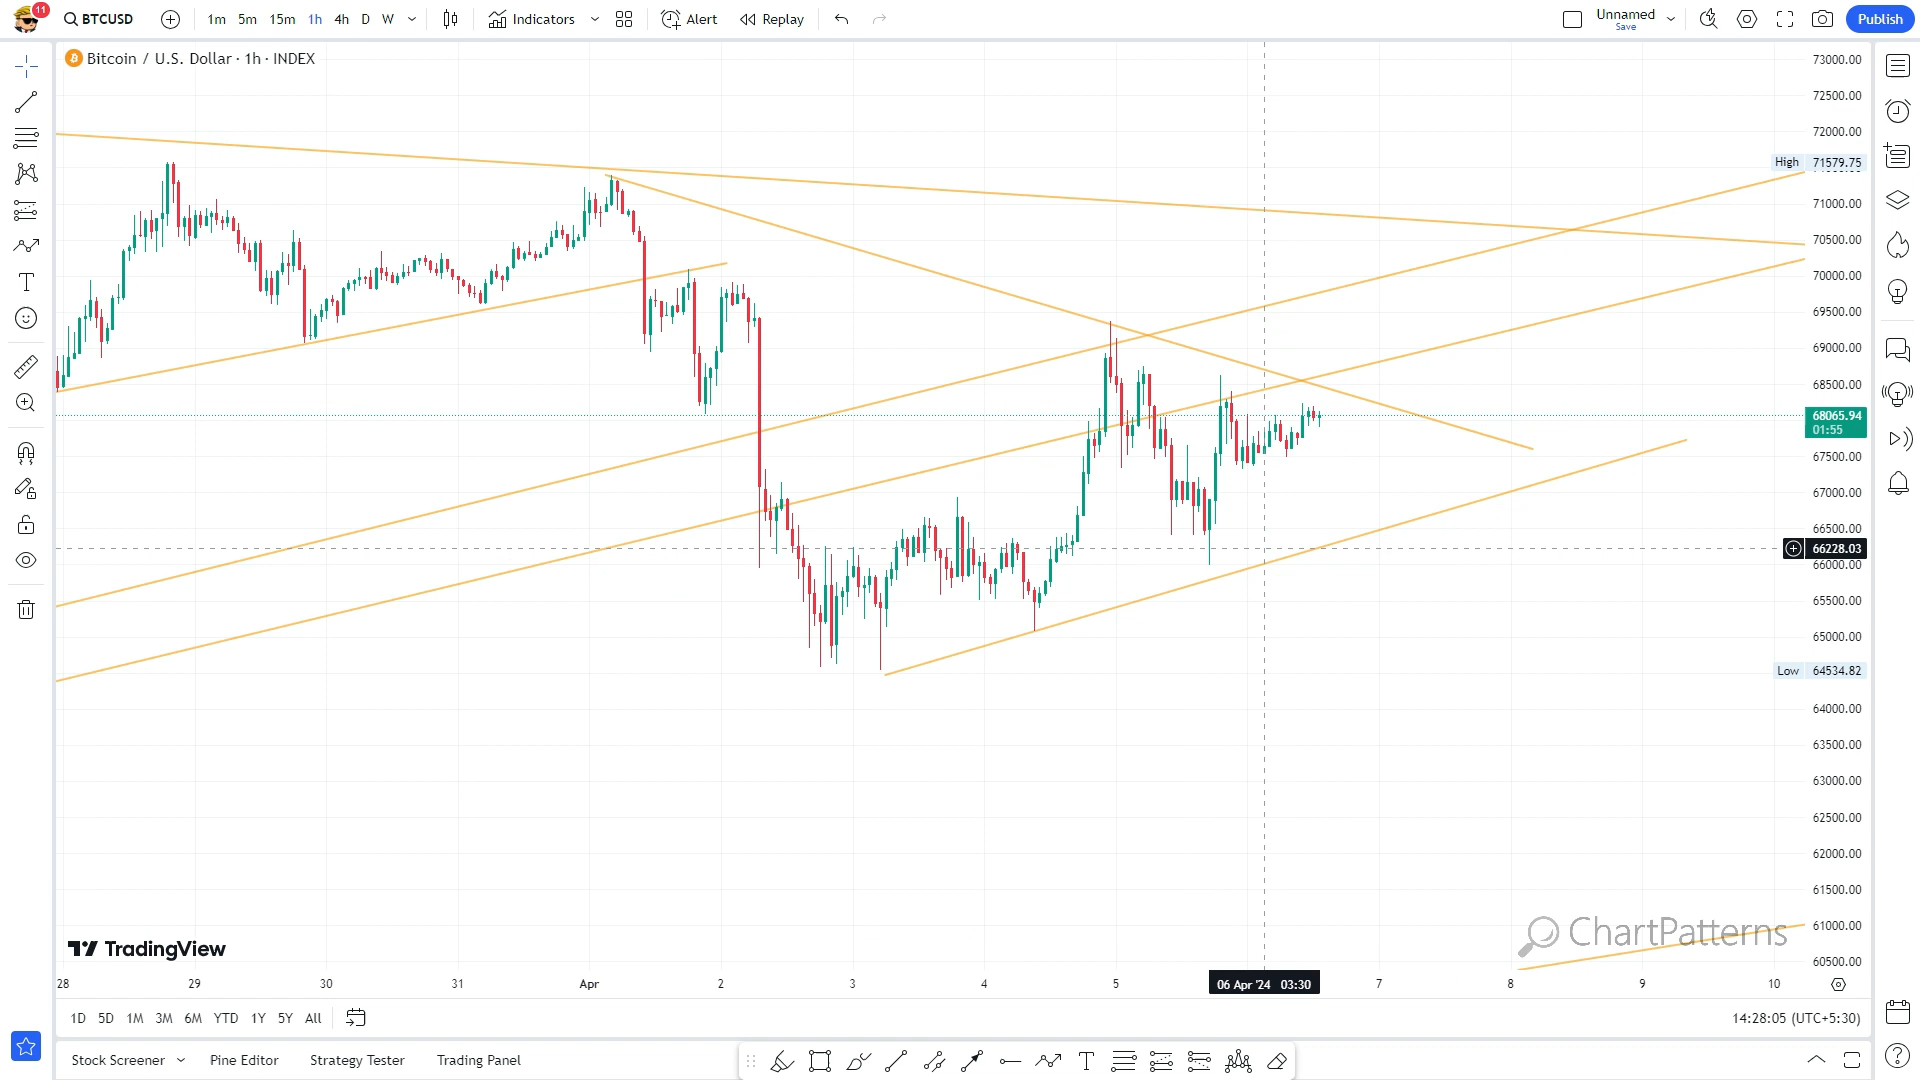 11
BTCUSD
1m 5m 15m 1h 4h D W
Indicators
Alert
Replay
Unnamed
Save
Publish
Bitcoin / U.S. Dollar · 1h · INDEX
73000.00
72500.00
72000.00
High 71579.75
71000.00
70500.00
70000.00
69500.00
69000.00
68500.00
68065.94
01:55
67500.00
67000.00
66500.00
66228.03
66000.00
65500.00
65000.00
Low 64534.82
64000.00
63500.00
63000.00
62500.00
62000.00
61500.00
61000.00
60500.00
TradingView
ChartPatterns
28 29 30 31 Apr 2 3 4 5 06 Apr '24 03:30 7 8 9 10
1D 5D 1M 3M 6M YTD 1Y 5Y All
14:28:05 (UTC+5:30)
Stock Screener
Pine Editor
Strategy Tester
Trading Panel